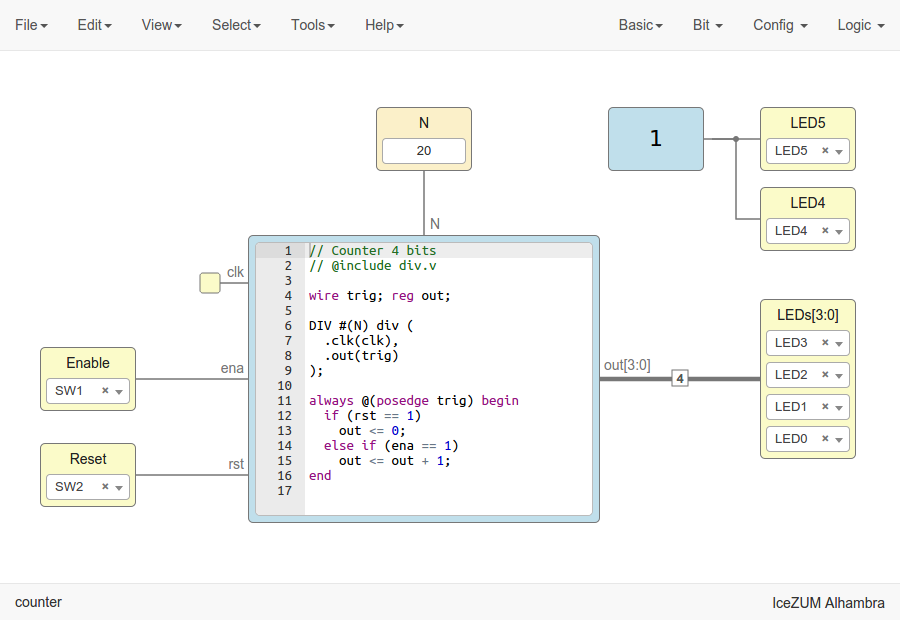 File Edit View Select Tools Help Basic Bit Config Logic
N
20
1
LED5
LED5 ×
LED4
LED4 ×
N
clk
ena
rst
Enable
SW1 ×
Reset
SW2 ×
1 // Counter 4 bits
2 // @include div.v
3
4 wire trig; reg out;
5
6 DIV #(N) div (
7   .clk(clk),
8   .out(trig)
9 );
10
11 always @(posedge trig) begin
12   if (rst == 1)
13     out <= 0;
14   else if (ena == 1)
15     out <= out + 1;
16 end
17
out[3:0]
4
LEDs[3:0]
LED3 ×
LED2 ×
LED1 ×
LED0 ×
counter
IceZUM Alhambra